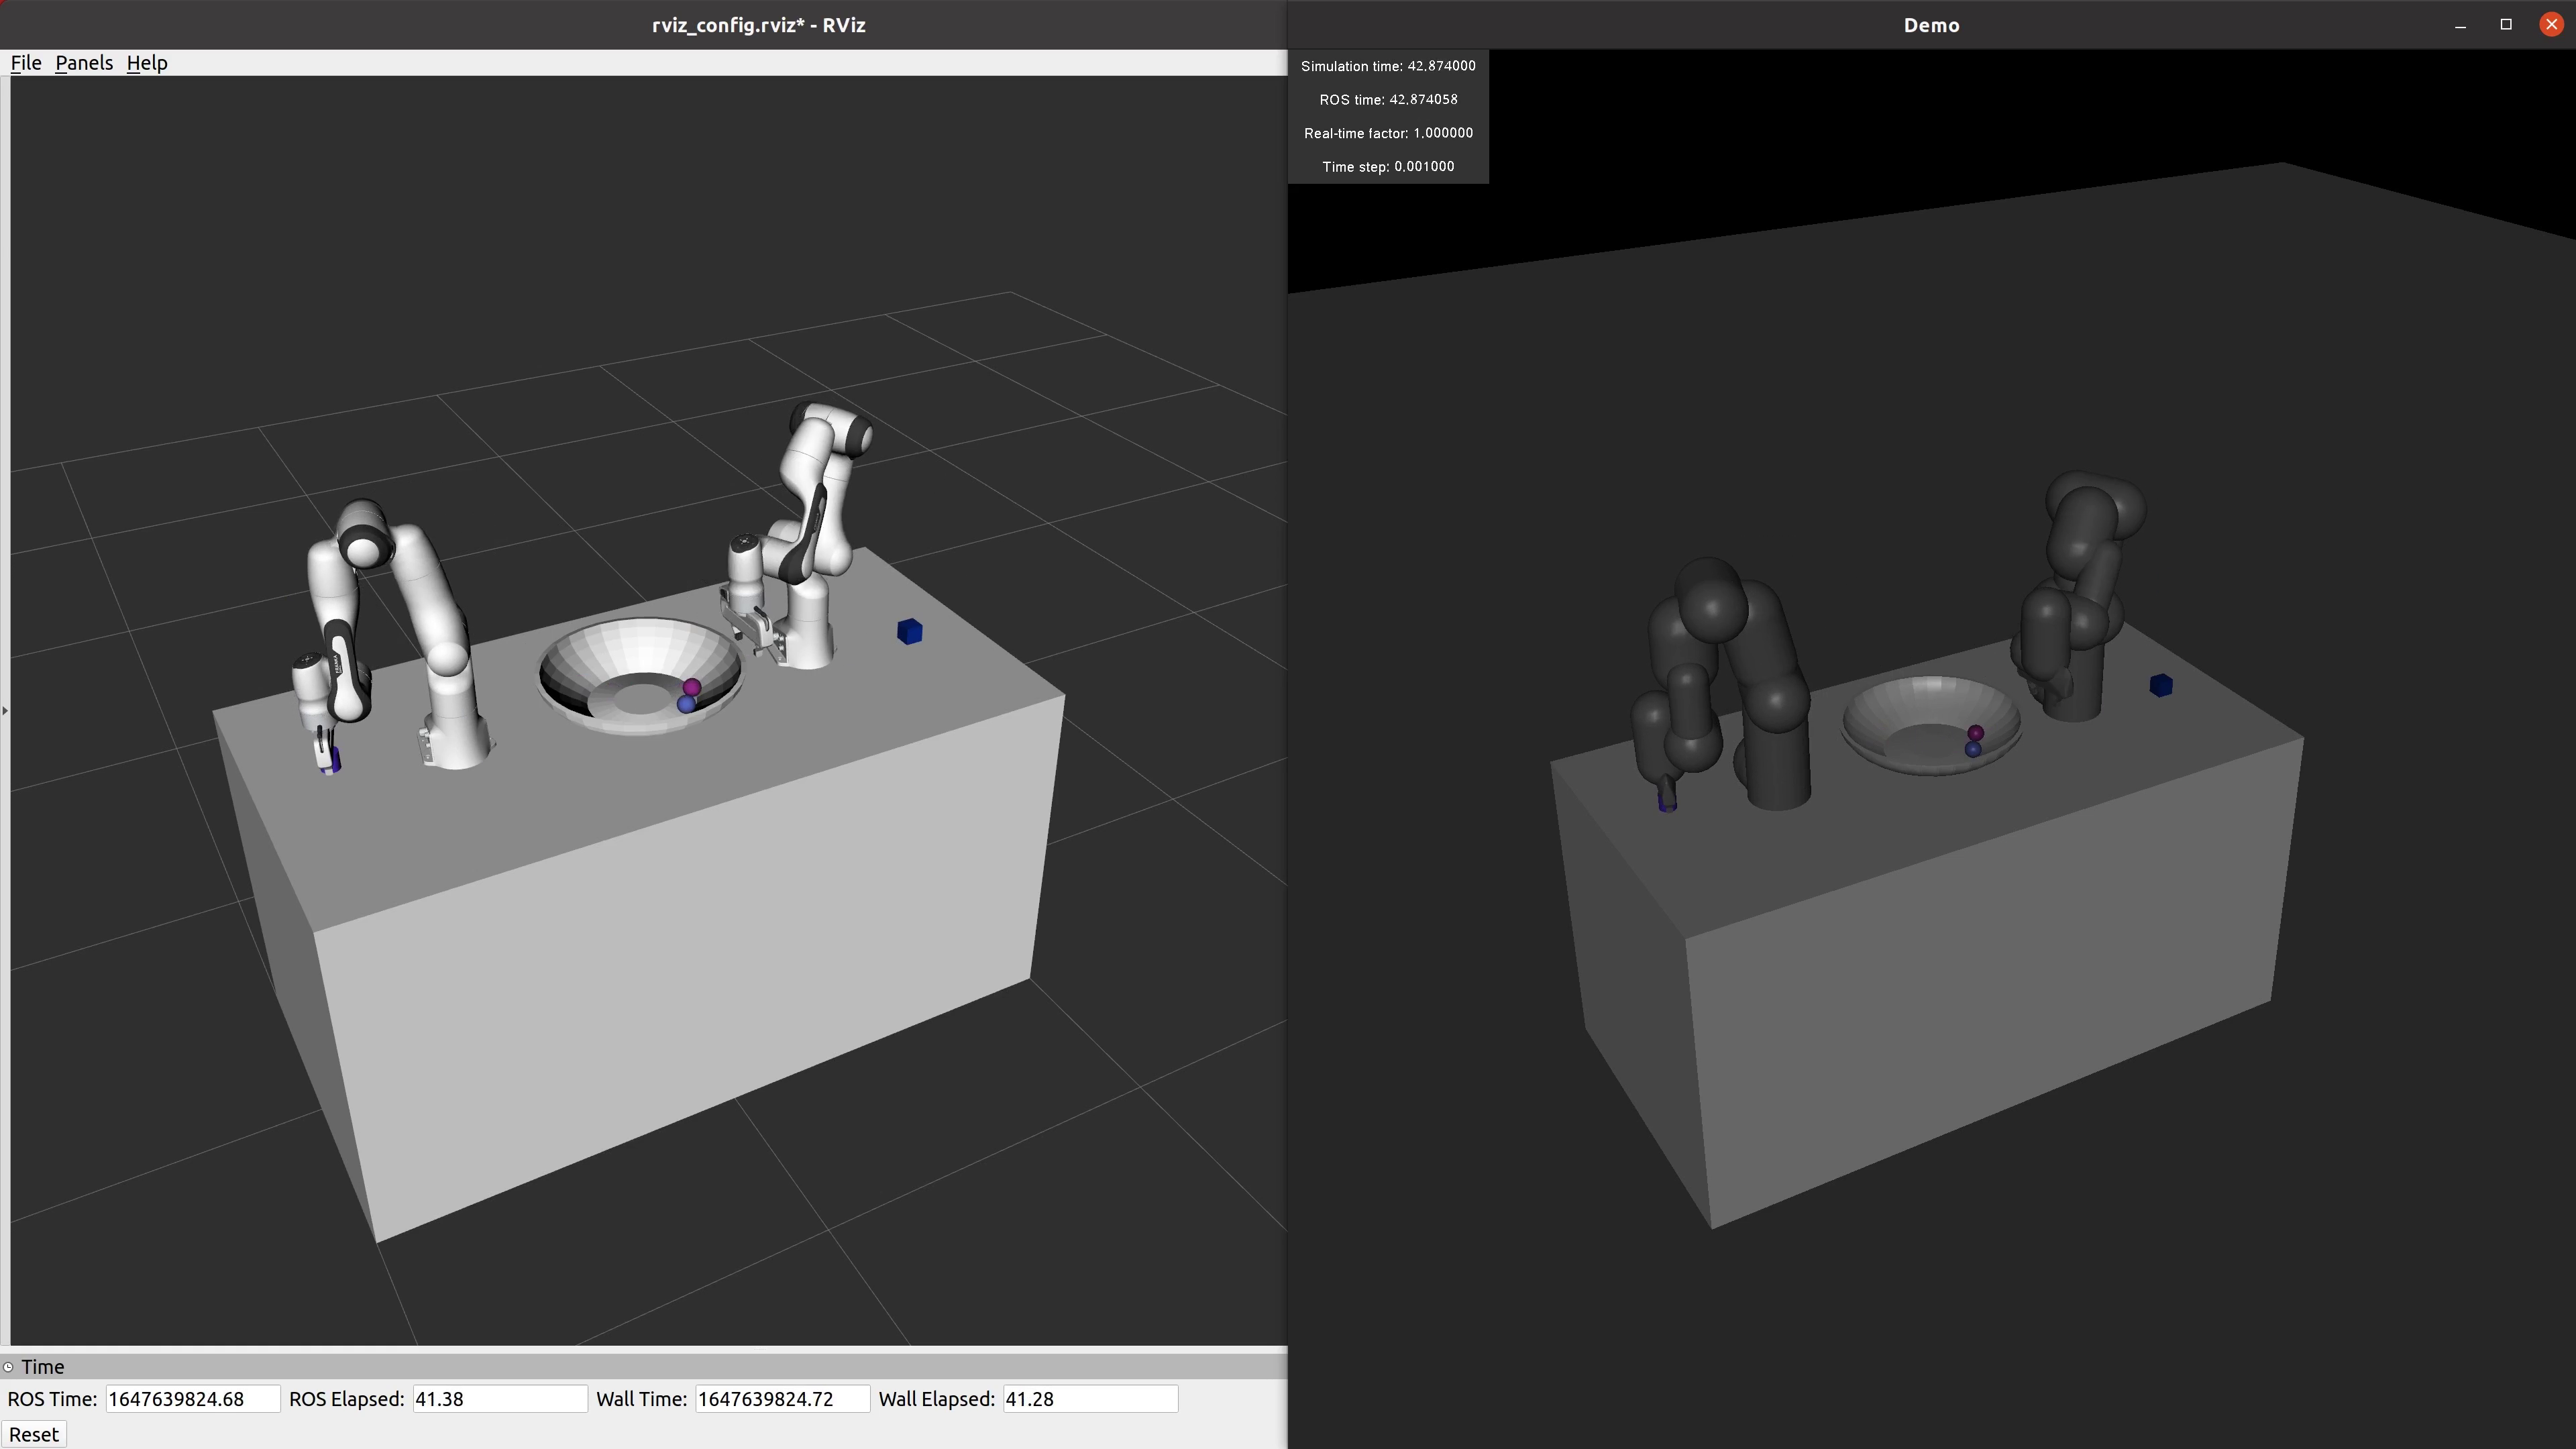 rviz_config.rviz* - RViz
File Panels Help
Time
ROS Time: 1647639824.68 ROS Elapsed: 41.38 Wall Time: 1647639824.72 Wall Elapsed: 41.28
Reset
Demo
Simulation time: 42.874000
ROS time: 42.874058
Real-time factor: 1.000000
Time step: 0.001000